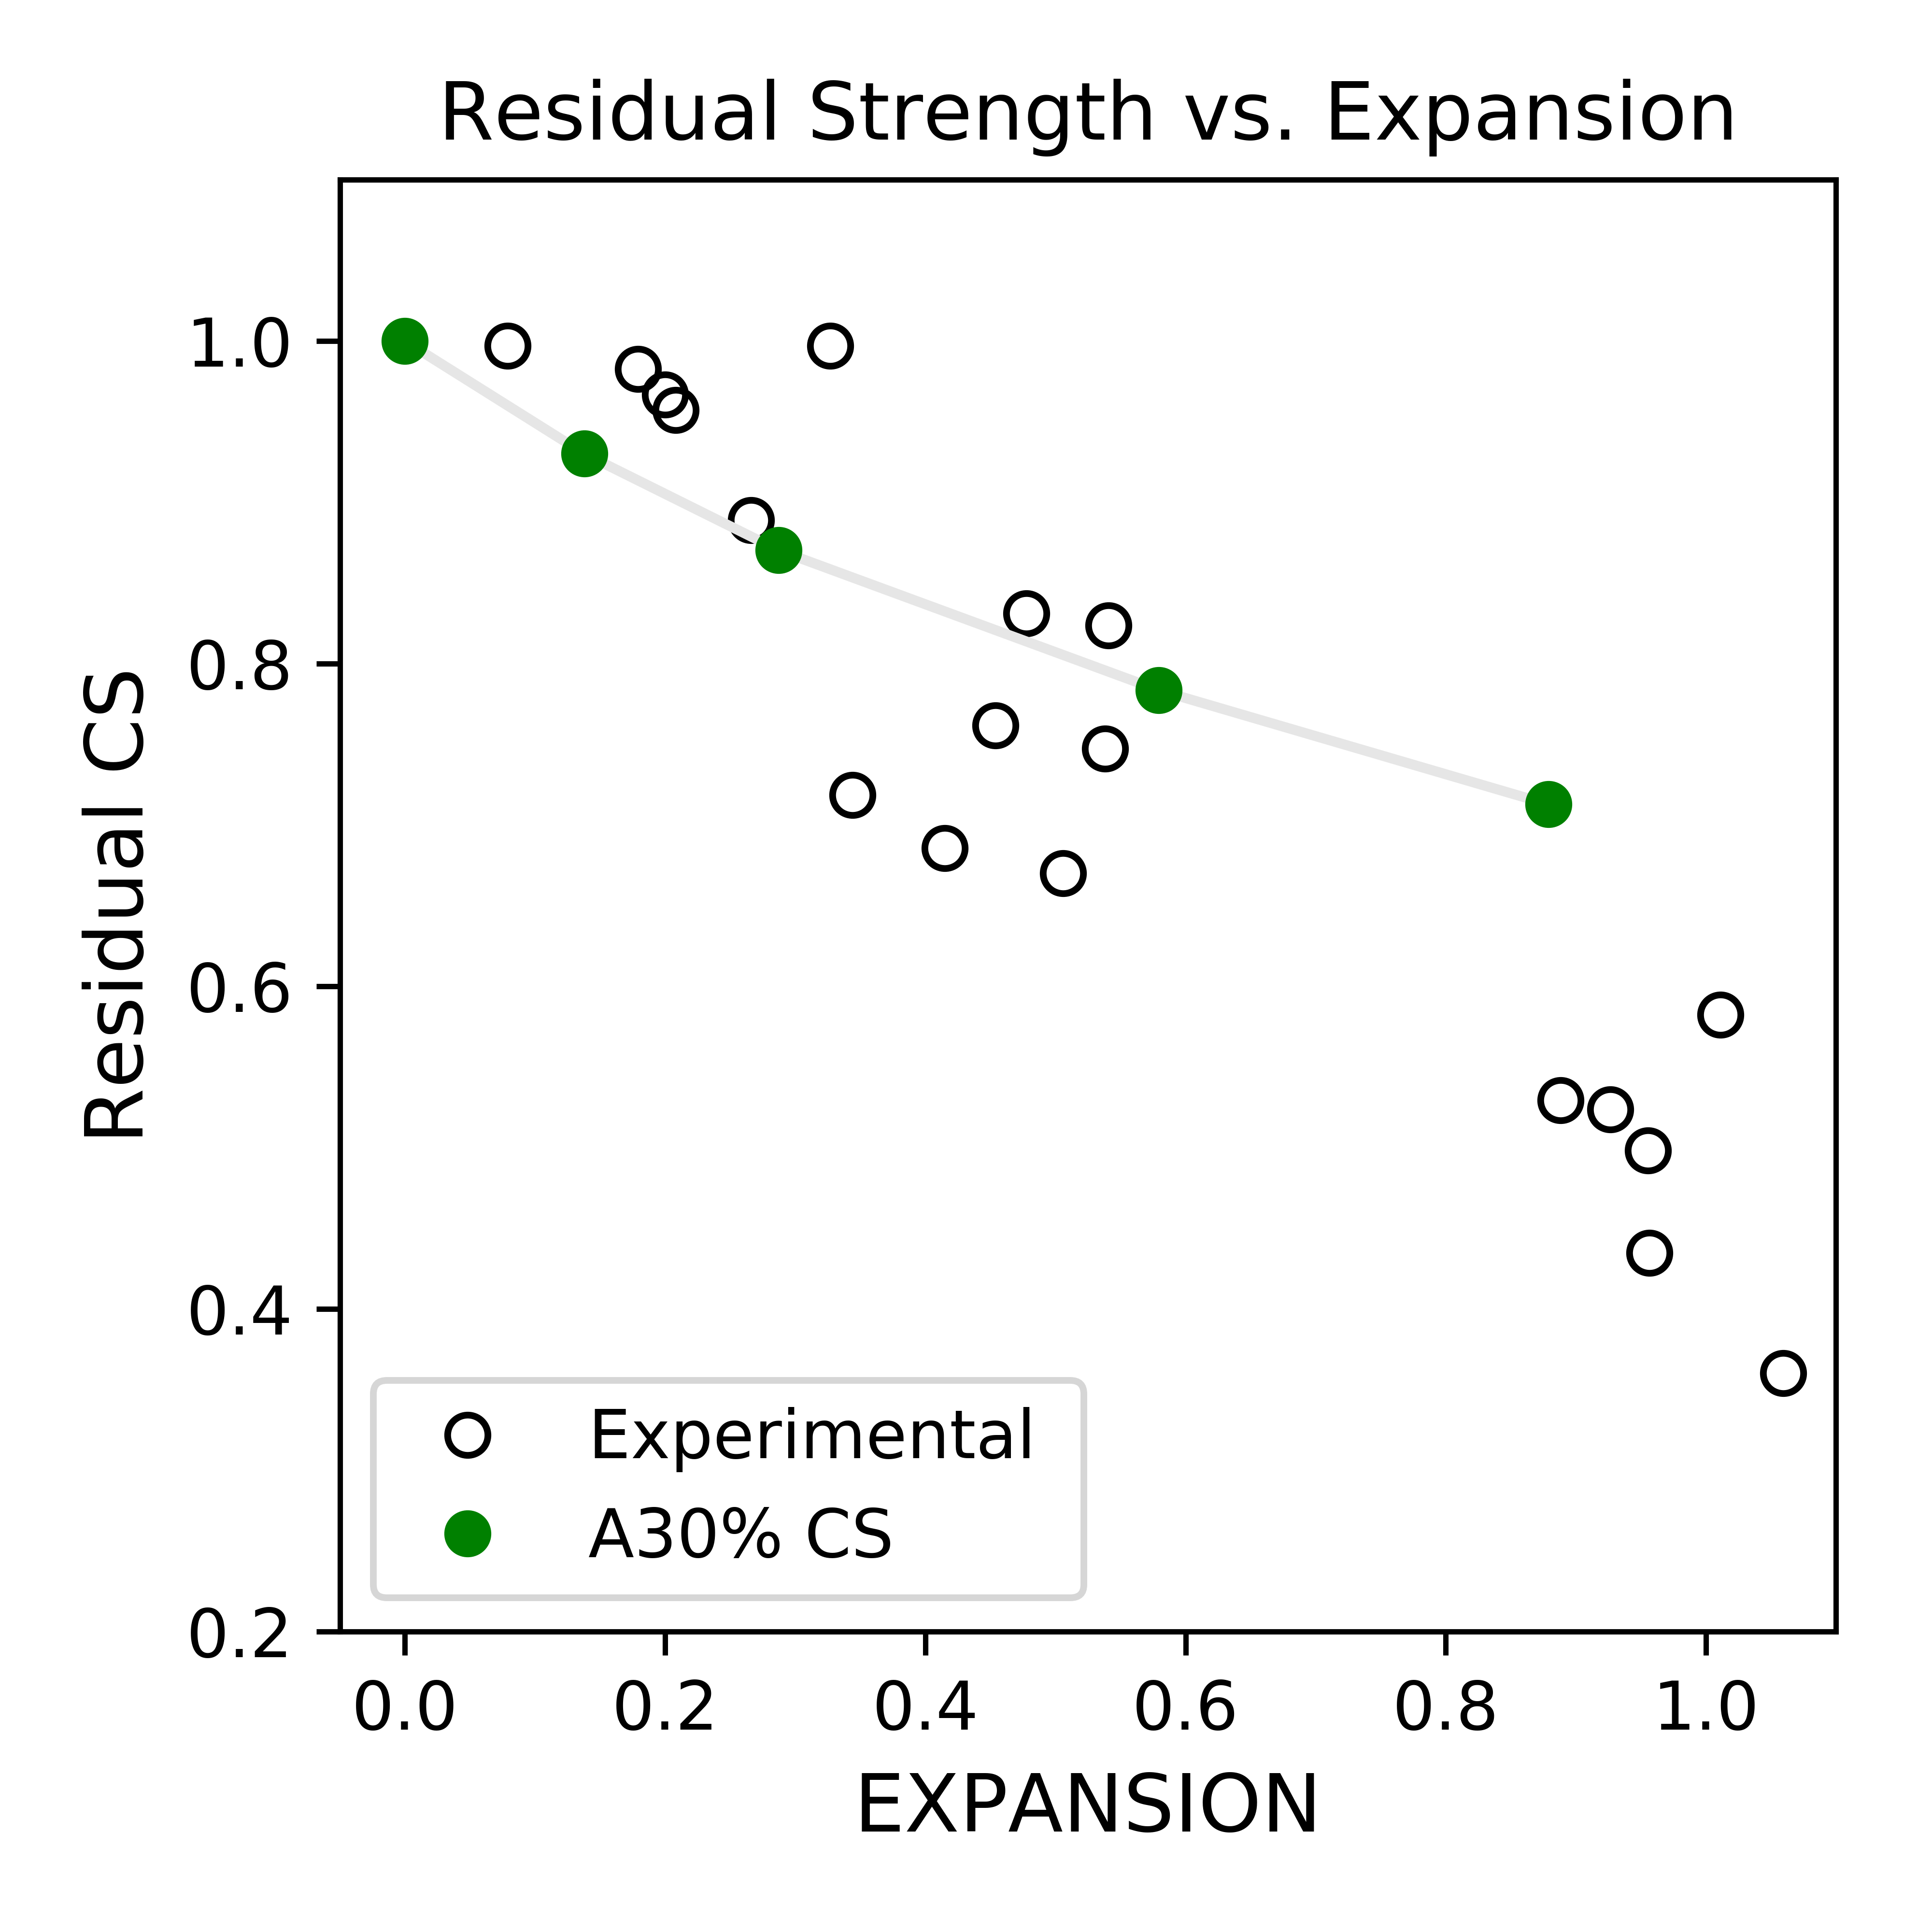 Residual Strength vs. Expansion
1.0
0.8
0.6
0.4
0.2
Residual CS
Experimental
A30% CS
0.0 0.2 0.4 0.6 0.8 1.0
EXPANSION